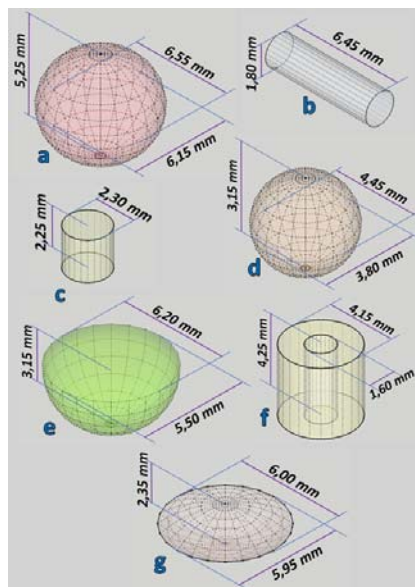 5,25 mm
6,55 mm
6,15 mm
a
1,80 mm
6,45 mm
b
2,30 mm
2,25 mm
c
3,15 mm
4,45 mm
3,80 mm
d
3,15 mm
6,20 mm
5,50 mm
e
4,25 mm
4,15 mm
1,60 mm
f
2,35 mm
6,00 mm
5,95 mm
g